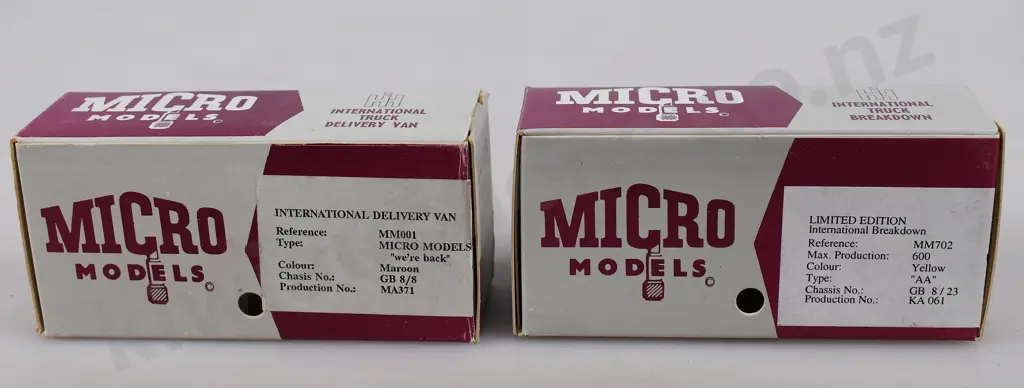 MICRO
MODELS
©
INTERNATIONAL
TRUCK
DELIVERY VAN
MICRO
MODELS
©
INTERNATIONAL DELIVERY VAN
Reference: MM001
Type: MICRO MODELS
"we're back"
Colour: Maroon
Chasis No.: GB 8/8
Production No.: MA371
MICRO
MODELS
©
INTERNATIONAL
TRUCK
BREAKDOWN
MICRO
MODELS
©
LIMITED EDITION
International Breakdown
Reference: MM702
Max. Production: 600
Colour: Yellow
Type: "AA"
Chassis No.: GB 8 / 23
Production No.: KA 061
.nz